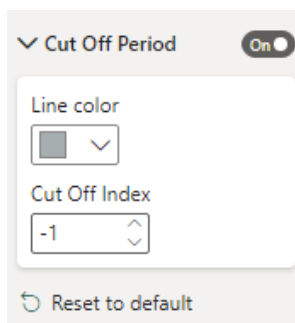 Cut Off Period On
Line color
Cut Off Index
-1
Reset to default